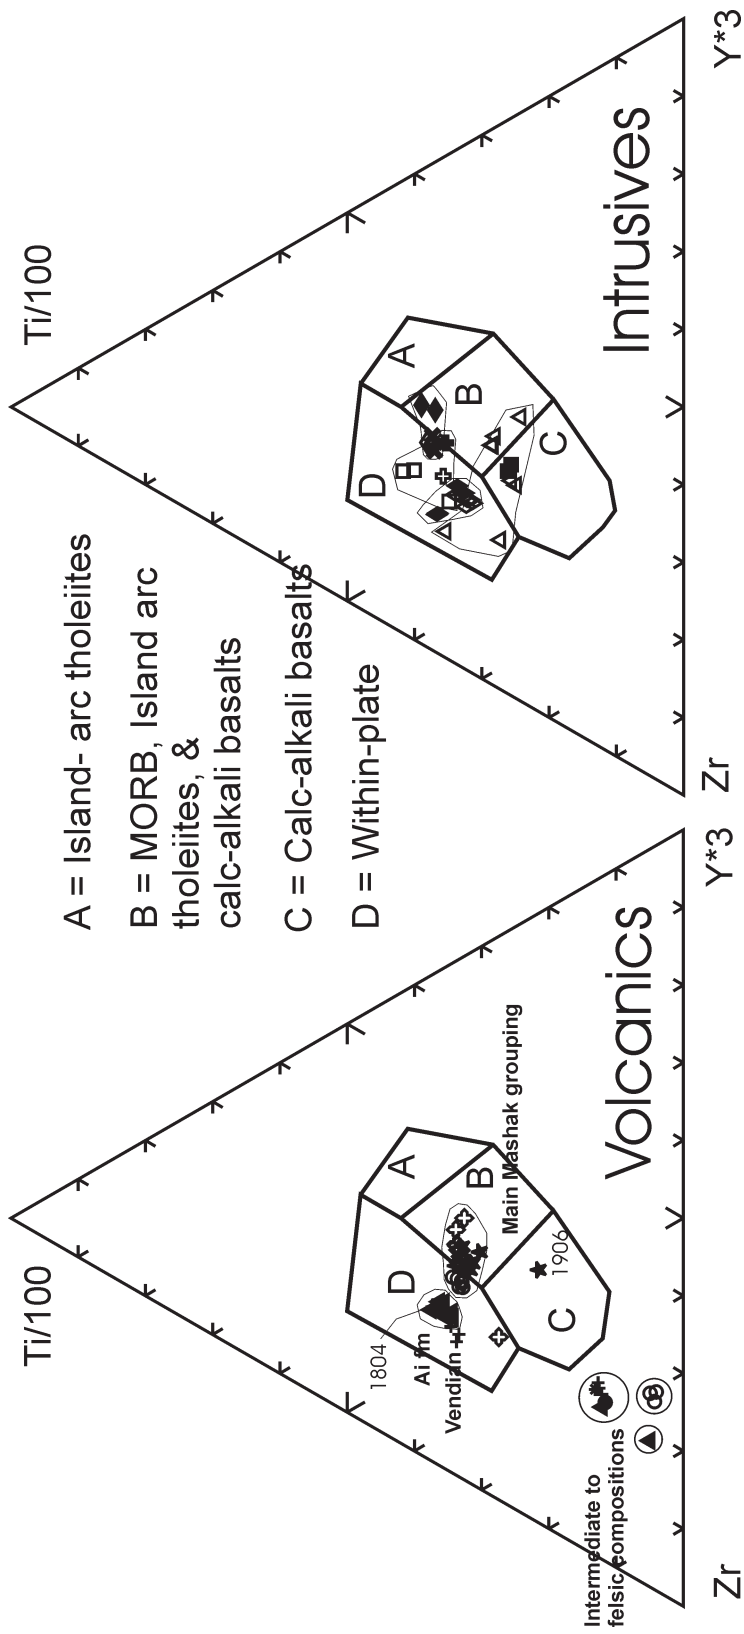 Ti/100
A
D
B
C
1804
Ai fm
Vendian
Main Mashak grouping
1906
Intermediate to
felsic compositions
Volcanics
Zr
Y*3
A = Island- arc tholeiites
B = MORB, Island arc
tholeiites, &
calc-alkali basalts
C = Calc-alkali basalts
D = Within-plate
Ti/100
A
D
B
C
Intrusives
Zr
Y*3